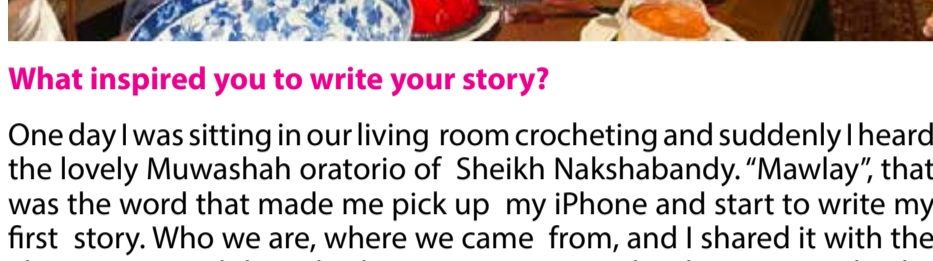 What inspired you to write your story?
One day I was sitting in our living room crocheting and suddenly I heard
the lovely Muwashah oratorio of Sheikh Nakshabandy. “Mawlay”, that
was the word that made me pick up my iPhone and start to write my
first story. Who we are, where we came from, and I shared it with the